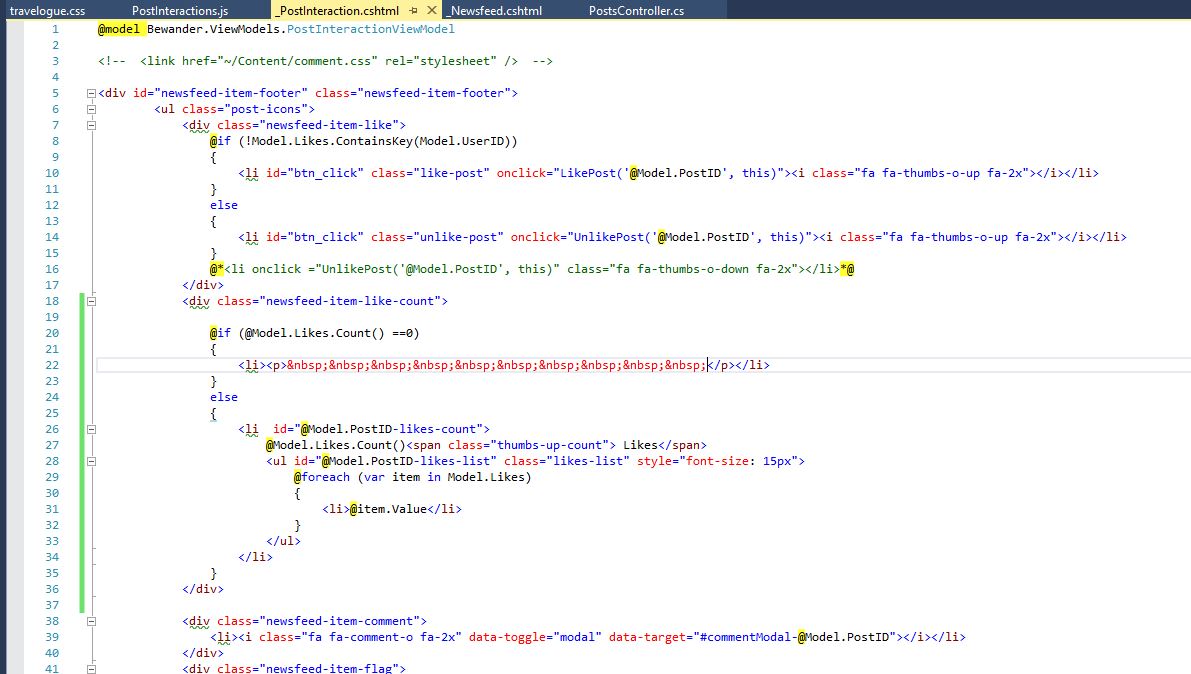 travelogue.css PostInteractions.js _PostInteraction.cshtml _Newsfeed.cshtml PostsController.cs
1 @model Bewander.ViewModels.PostInteractionViewModel
2
3 <!--  <link href="~/Content/comment.css" rel="stylesheet" />  -->
4
5 <div id="newsfeed-item-footer" class="newsfeed-item-footer">
6 <ul class="post-icons">
7 <div class="newsfeed-item-like">
8 @if (!Model.Likes.ContainsKey(Model.UserID))
9 {
10 <li id="btn_click" class="like-post" onclick="LikePost('@Model.PostID', this)"><i class="fa fa-thumbs-o-up fa-2x"></i></li>
11 }
12 else
13 {
14 <li id="btn_click" class="unlike-post" onclick="UnlikePost('@Model.PostID', this)"><i class="fa fa-thumbs-o-up fa-2x"></i></li>
15 }
16 @*<li onclick ="UnlikePost('@Model.PostID', this)" class="fa fa-thumbs-o-down fa-2x"></li>*@
17 </div>
18 <div class="newsfeed-item-like-count">
19
20 @if (@Model.Likes.Count() ==0)
21 {
22 <li><p>&nbsp;&nbsp;&nbsp;&nbsp;&nbsp;&nbsp;&nbsp;&nbsp;&nbsp;&nbsp;</p></li>
23 }
24 else
25 {
26 <li  id="@Model.PostID-likes-count">
27 @Model.Likes.Count()<span class="thumbs-up-count"> Likes</span>
28 <ul id="@Model.PostID-likes-list" class="likes-list" style="font-size: 15px">
29 @foreach (var item in Model.Likes)
30 {
31 <li>@item.Value</li>
32 }
33 </ul>
34 </li>
35 }
36 </div>
37
38 <div class="newsfeed-item-comment">
39 <li><i class="fa fa-comment-o fa-2x" data-toggle="modal" data-target="#commentModal-@Model.PostID"></i></li>
40 </div>
41 <div class="newsfeed-item-flag">